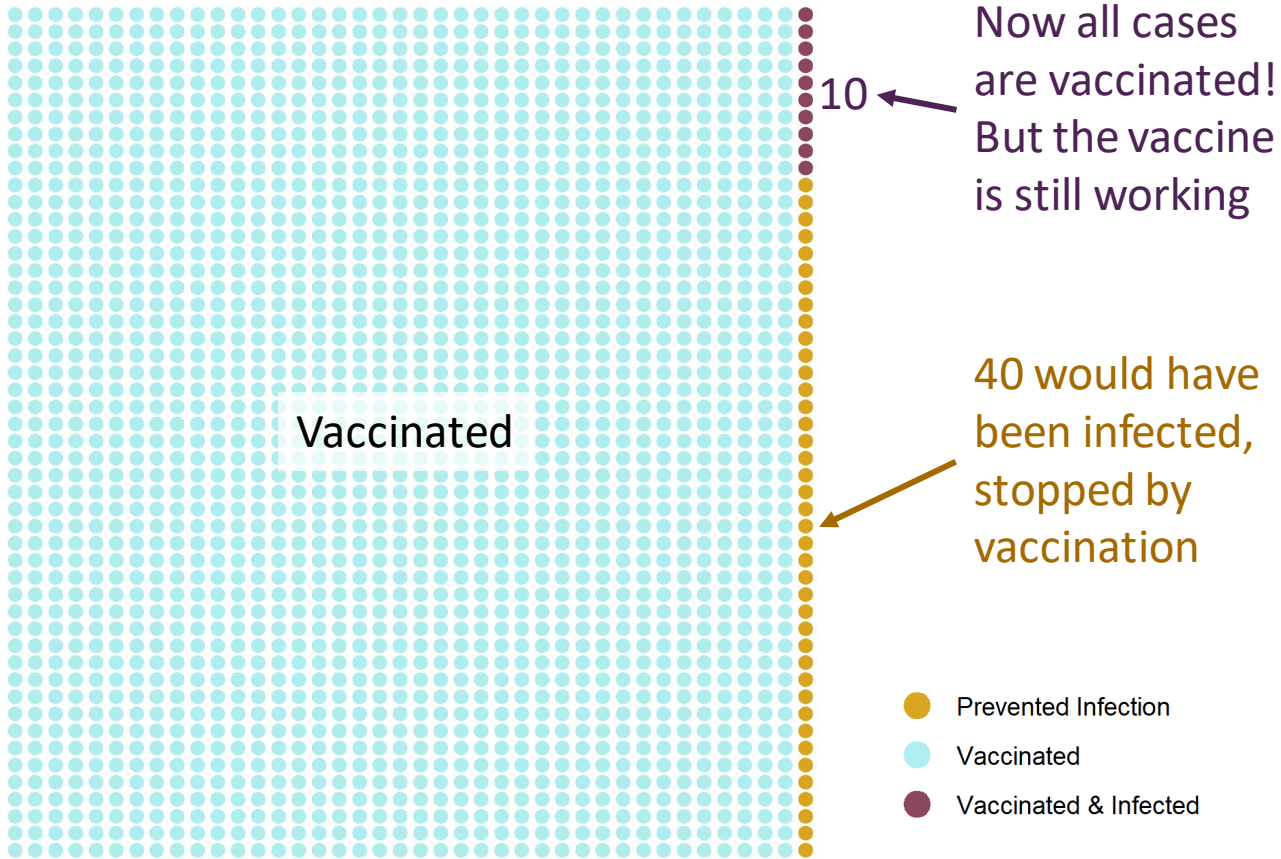 Now all cases
are vaccinated!
But the vaccine
is still working
10
Vaccinated
40 would have
been infected,
stopped by
vaccination
Prevented Infection
Vaccinated
Vaccinated & Infected